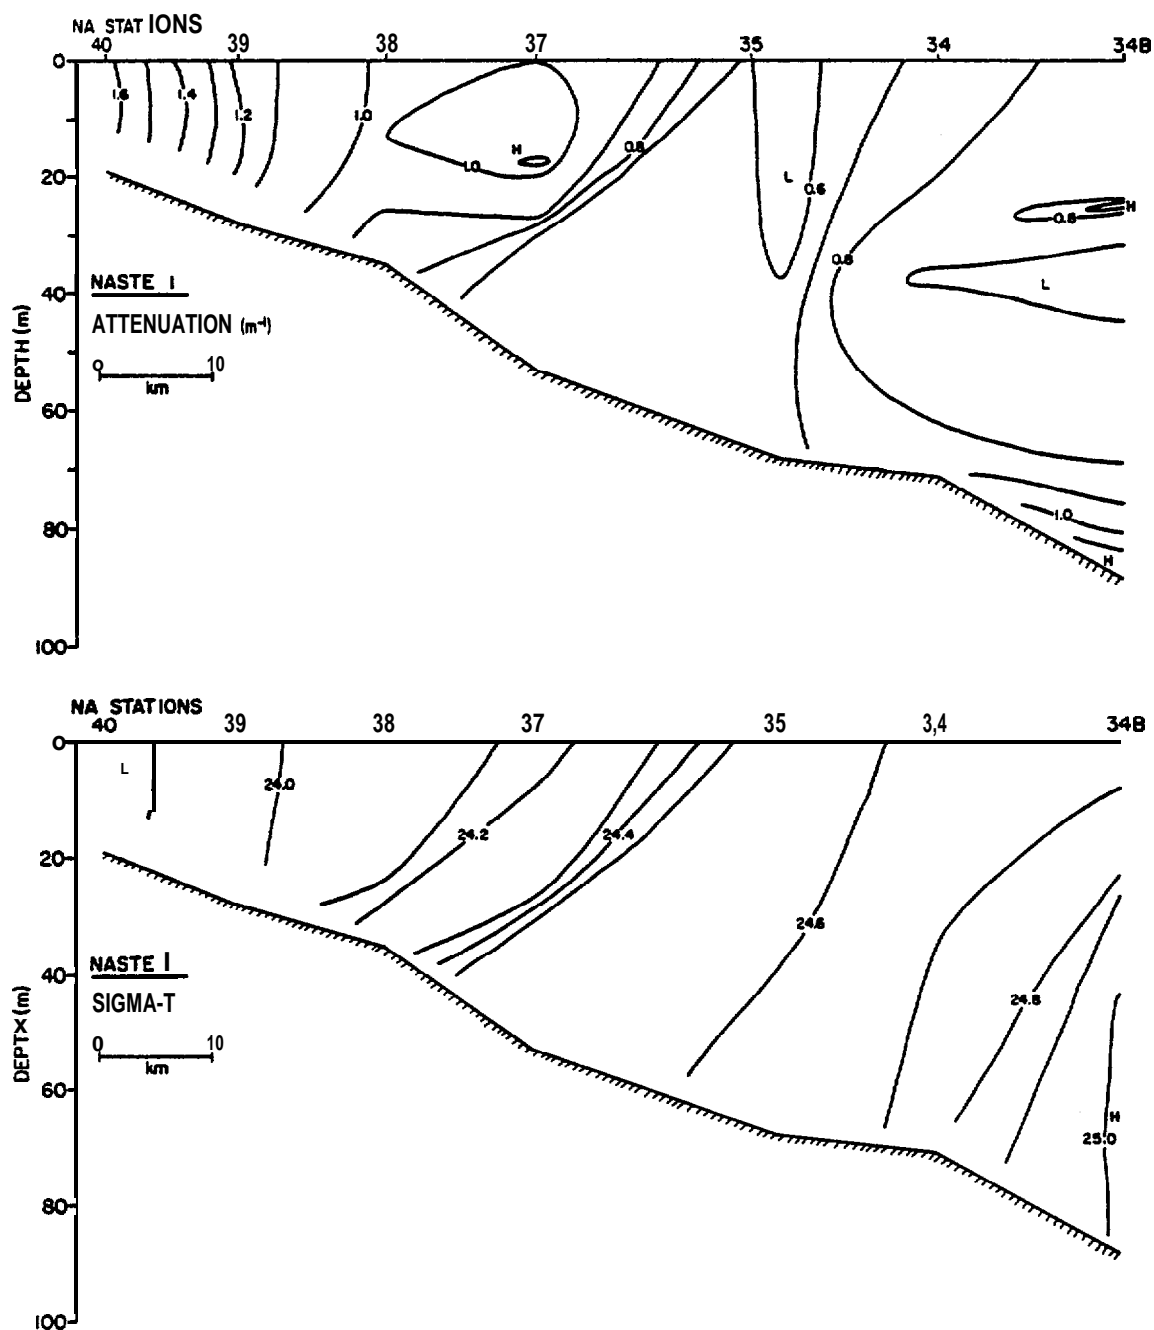 NA STATIONS
40 39 38 37 35 34 34B
0
1.6 1.4 1.2 1.0
H
1.0
0.8
L
0.6
20
H
0.8
0.8
L
NASTE 1
40
ATTENUATION (m⁻¹)
0 10
km
DEPTH (m)
60
1.0
80
H
100
NA STATIONS
40 39 38 37 35 3,4 34B
0
L
24.0
24.2
24.4
20
24.6
NASTE I
40
24.8
SIGMA-T
0 10
km
DEPTX (m)
60
H
25.0
80
100